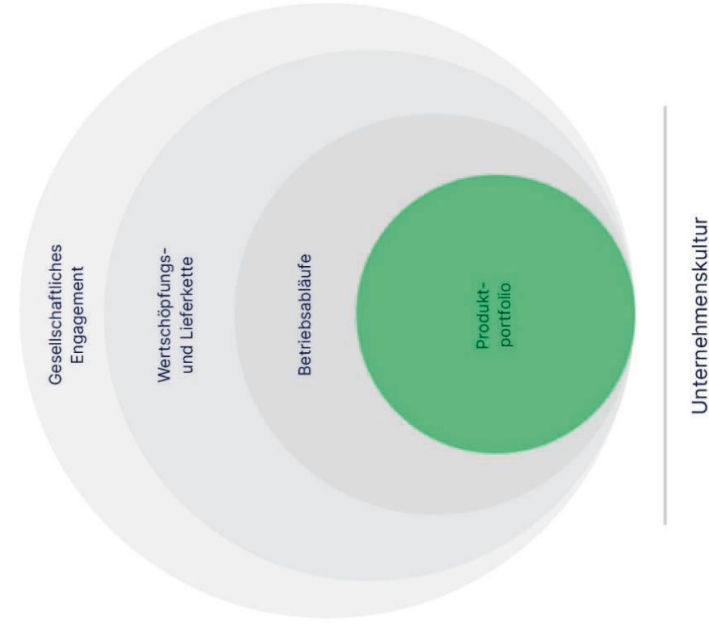 Gesellschaftliches
Engagement
Wertschöpfungs-
und Lieferkette
Betriebsabläufe
Produkt-
portfolio
Unternehmenskultur